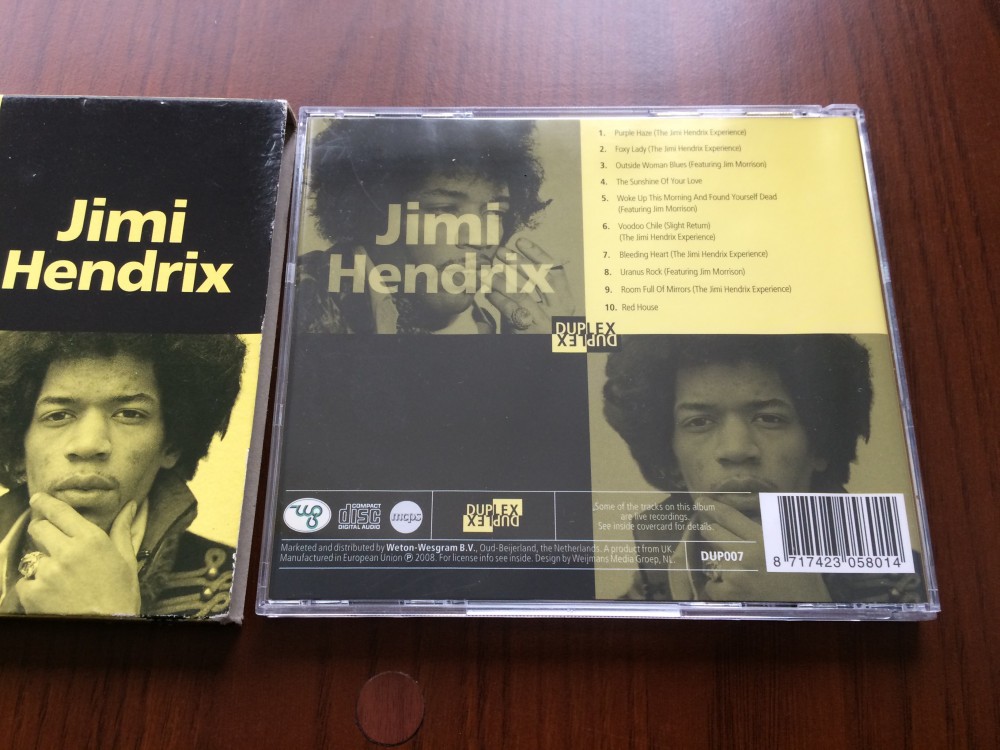 Jimi
Hendrix
Jimi
Hendrix
1. Purple Haze (The Jimi Hendrix Experience)
2. Foxy Lady (The Jimi Hendrix Experience)
3. Outside Woman Blues (Featuring Jim Morrison)
4. The Sunshine Of Your Love
5. Woke Up This Morning And Found Yourself Dead
(Featuring Jim Morrison)
6. Voodoo Chile (Slight Return)
(The Jimi Hendrix Experience)
7. Bleeding Heart (The Jimi Hendrix Experience)
8. Uranus Rock (Featuring Jim Morrison)
9. Room Full Of Mirrors (The Jimi Hendrix Experience)
10. Red House
DUPLEX
DUPLEX
COMPACT
disc
DIGITAL AUDIO
mcps
DUPLEX
DUPLEX
Some of the tracks on this album
are live recordings.
See inside covercard for details.
Marketed and distributed by Weton-Wesgram B.V., Oud-Beijerland, the Netherlands. A product from UK.
Manufactured in European Union ℗ 2008. For license info see inside. Design by Weijmans Media Groep, NL.
DUP007
8 717423 058014